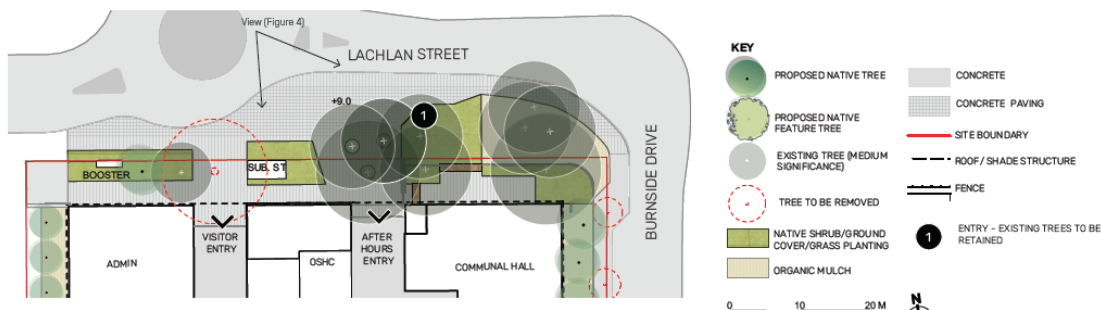 View (Figure 4)
LACHLAN STREET
+9.0
1
BOOSTER
SUB. ST
VISITOR
ENTRY
AFTER
HOURS
ENTRY
ADMIN
OSHC
COMMUNAL HALL
BURNSIDE DRIVE
KEY
PROPOSED NATIVE TREE
PROPOSED NATIVE
FEATURE TREE
EXISTING TREE (MEDIUM
SIGNIFICANCE)
TREE TO BE REMOVED
NATIVE SHRUB/GROUND
COVER/GRASS PLANTING
ORGANIC MULCH
CONCRETE
CONCRETE PAVING
SITE BOUNDARY
ROOF/ SHADE STRUCTURE
FENCE
1
ENTRY - EXISTING TREES TO BE
RETAINED
0 10 20 M
N